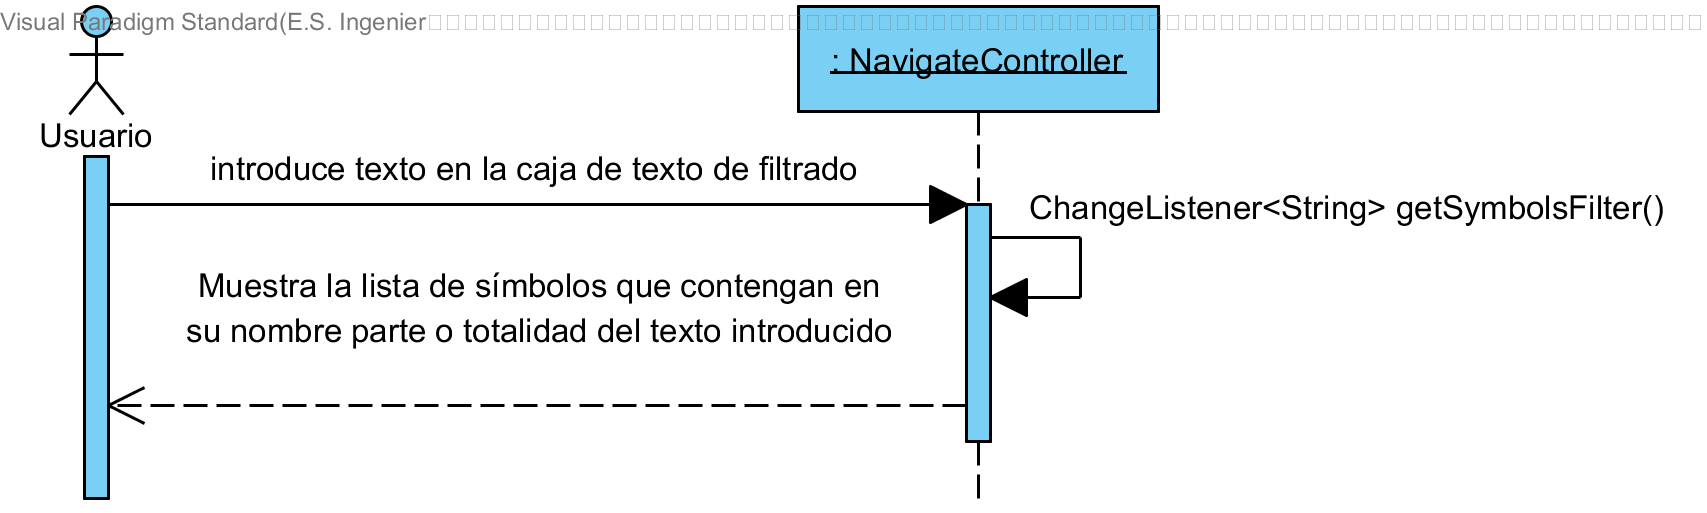 Visual Paradigm Standard(E.S. Ingenier
: NavigateController
Usuario
introduce texto en la caja de texto de filtrado
ChangeListener<String> getSymbolsFilter()
Muestra la lista de símbolos que contengan en
su nombre parte o totalidad del texto introducido